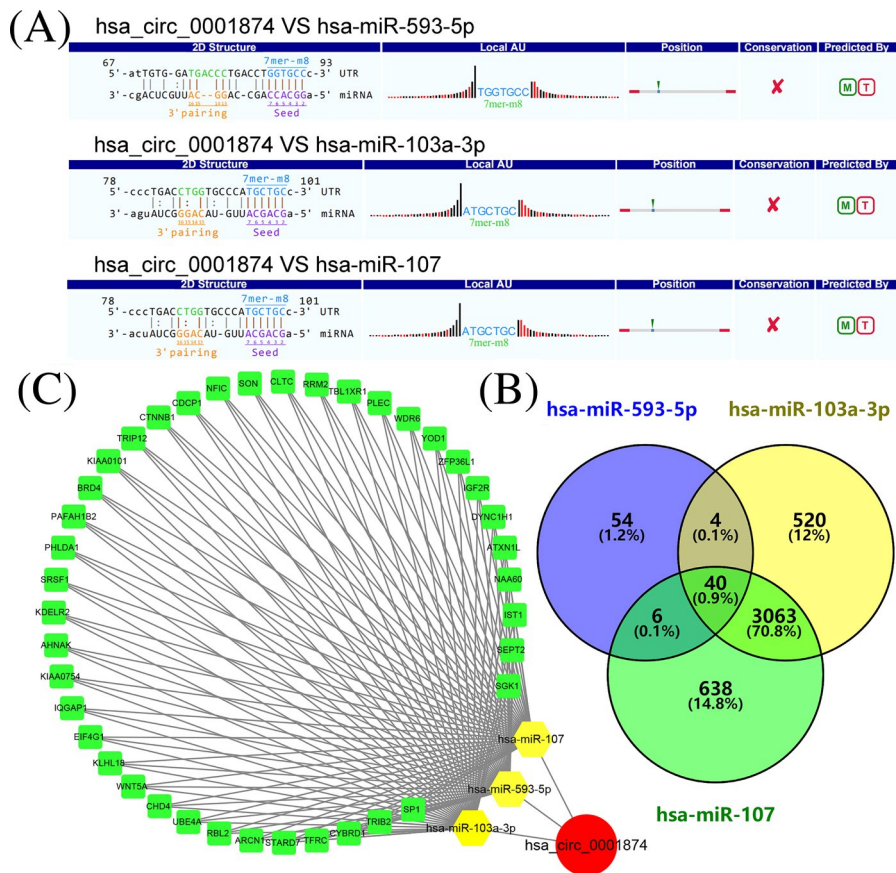 (A)
hsa_circ_0001874 VS hsa-miR-593-5p
2D Structure Local AU Position Conservation Predicted By
67 7mer-m8 93
5'-atTGTG-GATGACCCTGACCTGGTGCCc-3' UTR
3'-cgACUCGUUAC--GGAC-CGACCACGGa-5' miRNA
3'pairing Seed
TGGTGCC
7mer-m8
M T
hsa_circ_0001874 VS hsa-miR-103a-3p
2D Structure Local AU Position Conservation Predicted By
78 7mer-m8 101
5'-cccTGACCTGGTGCCCATGCTGCc-3' UTR
3'-aguAUCGGGACAU-GUUACGACGa-5' miRNA
3'pairing Seed
ATGCTGC
7mer-m8
M T
hsa_circ_0001874 VS hsa-miR-107
2D Structure Local AU Position Conservation Predicted By
78 7mer-m8 101
5'-cccTGACCTGGTGCCCATGCTGCc-3' UTR
3'-acuAUCGGGACAU-GUUACGACGa-5' miRNA
3'pairing Seed
ATGCTGC
7mer-m8
M T
(C)
NFIC
SON
CLTC
RRM2
TBL1XR1
PLEC
WDR6
YOD1
ZFP36L1
IGF2R
DYNC1H1
ATXN1L
NAA60
IST1
SEPT2
SGK1
CDCP1
CTNNB1
TRIP12
KIAA0101
BRD4
PAFAH1B2
PHLDA1
SRSF1
KDELR2
AHNAK
KIAA0754
IQGAP1
EIF4G1
KLHL18
WNT5A
CHD4
UBE4A
RBL2
ARCN1
STARD7
TFRC
CYBRD1
TRIB2
SP1
hsa-miR-107
hsa-miR-593-5p
hsa-miR-103a-3p
hsa_circ_0001874
(B)
hsa-miR-593-5p
hsa-miR-103a-3p
54
(1.2%)
4
(0.1%)
520
(12%)
40
(0.9%)
6
(0.1%)
3063
(70.8%)
638
(14.8%)
hsa-miR-107